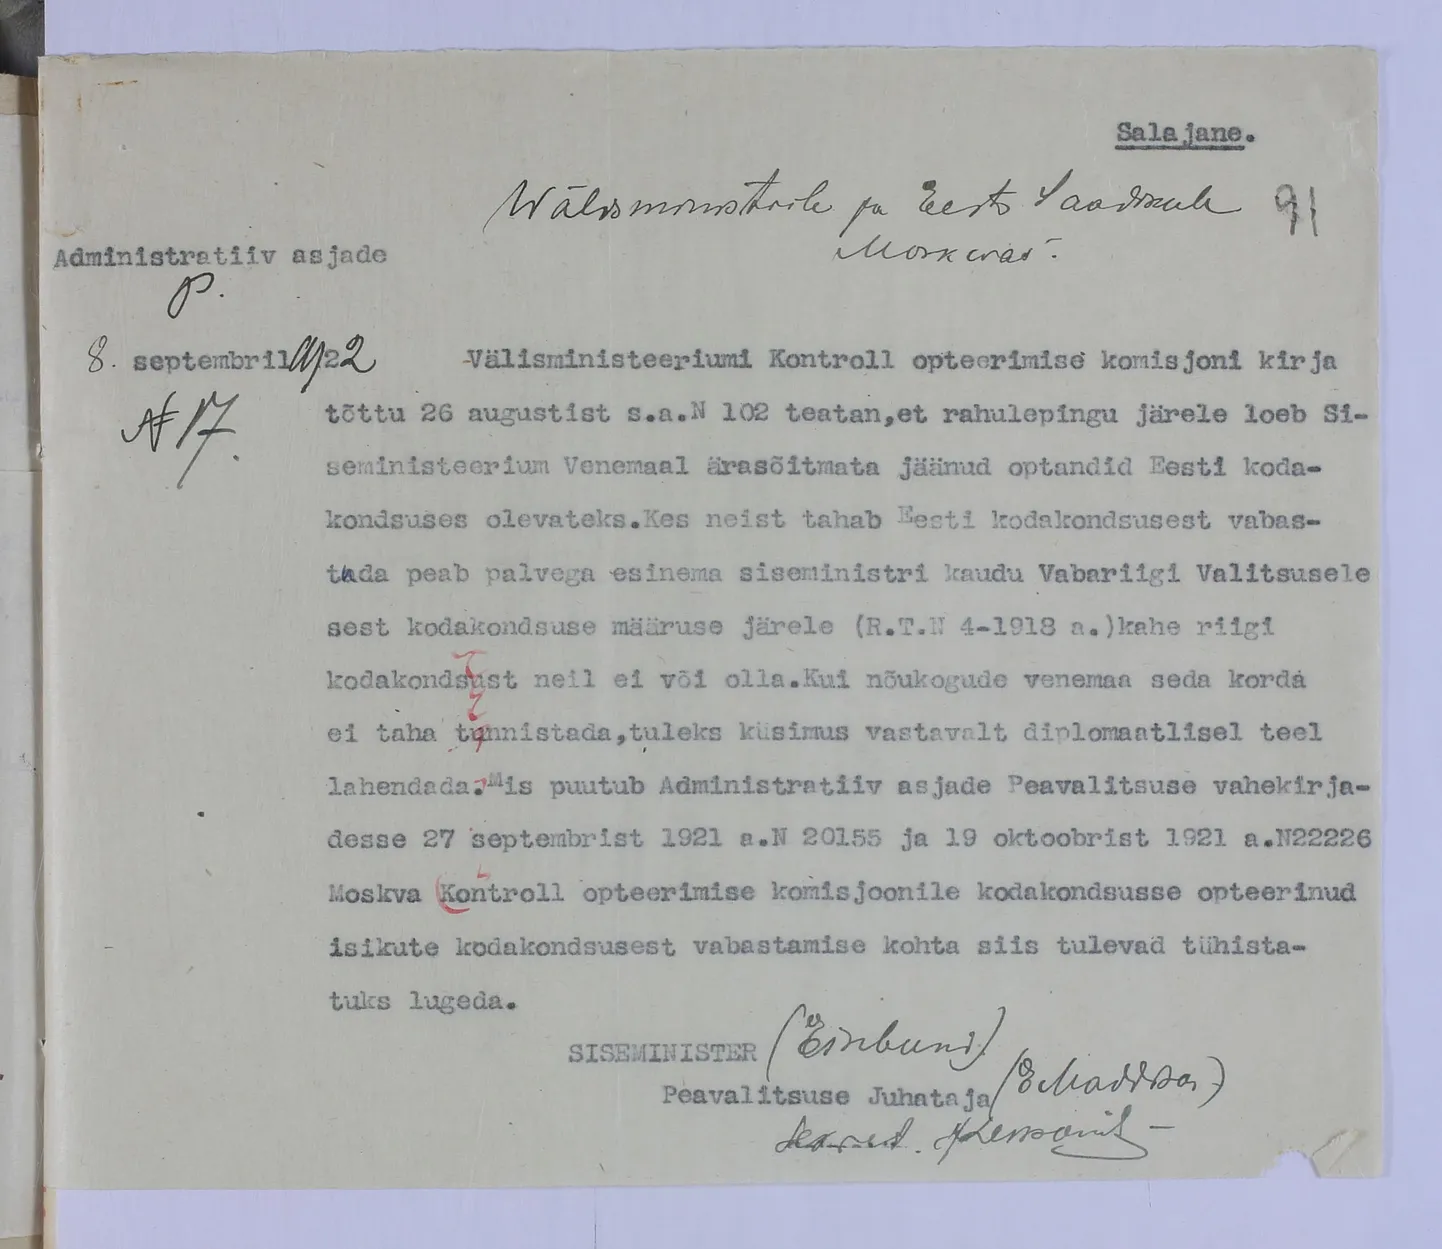 Salajane.
Wälisministrile ja Eesti Saadikule 91
Moskvas.
Administratiiv asjade
P.
8. septembril 1922
N 17.
Välisministeeriumi Kontroll opteerimise komisjoni kirja
tõttu 26 augustist s.a.N 102 teatan,et rahulepingu järele loeb Si-
seministeerium Venemaal ärasõitmata jäänud optandid Eesti koda-
kondsuses olevateks.Kes neist tahab Eesti kodakondsusest vabas-
tada peab palvega esinema siseministri kaudu Vabariigi Valitsusele
sest kodakondsuse määruse järele (R.T.N 4-1918 a.)kahe riigi
kodakondsust neil ei või olla.Kui nõukogude venemaa seda korda
ei taha tunnistada,tuleks küsimus vastavalt diplomaatlisel teel
lahendada.Mis puutub Administratiiv asjade Peavalitsuse vahekirja-
desse 27 septembrist 1921 a.N 20155 ja 19 oktoobrist 1921 a.N22226
Moskva (Kontroll opteerimise komisjoonile kodakondsusse opteerinud
isikute kodakondsusest vabastamise kohta siis tulevad tühista-
tuks lugeda.
SISEMINISTER (Einbund)
Peavalitsuse Juhataja (E Maddison)